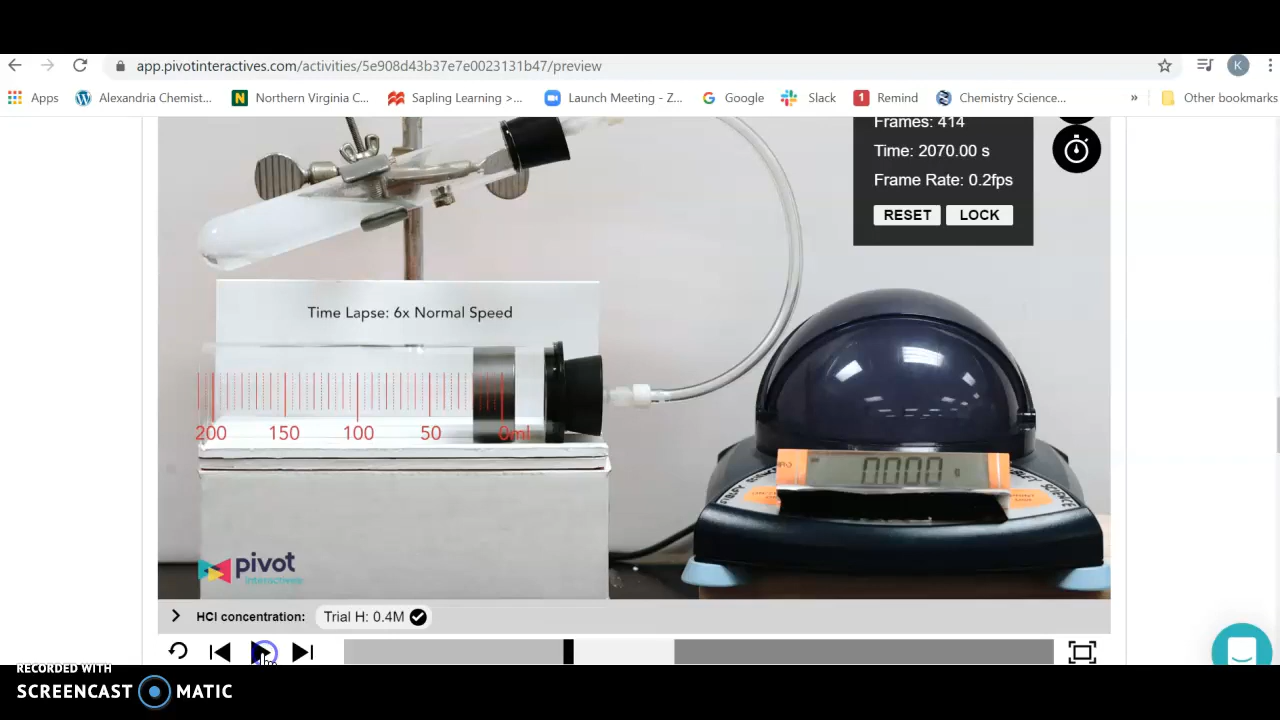 app.pivotinteractives.com/activities/5e908d43b37e7e0023131b47/preview
K
Apps Alexandria Chemist... N Northern Virginia C... Sapling Learning >... Launch Meeting - Z... G Google Slack 1 Remind Chemistry Science... » Other bookmarks
Frames: 414
Time: 2070.00 s
Frame Rate: 0.2fps
RESET LOCK
Time Lapse: 6x Normal Speed
200 150 100 50 0ml
0.000 g
pivot
interactives
HCl concentration: Trial H: 0.4M
RECORDED WITH
SCREENCAST MATIC